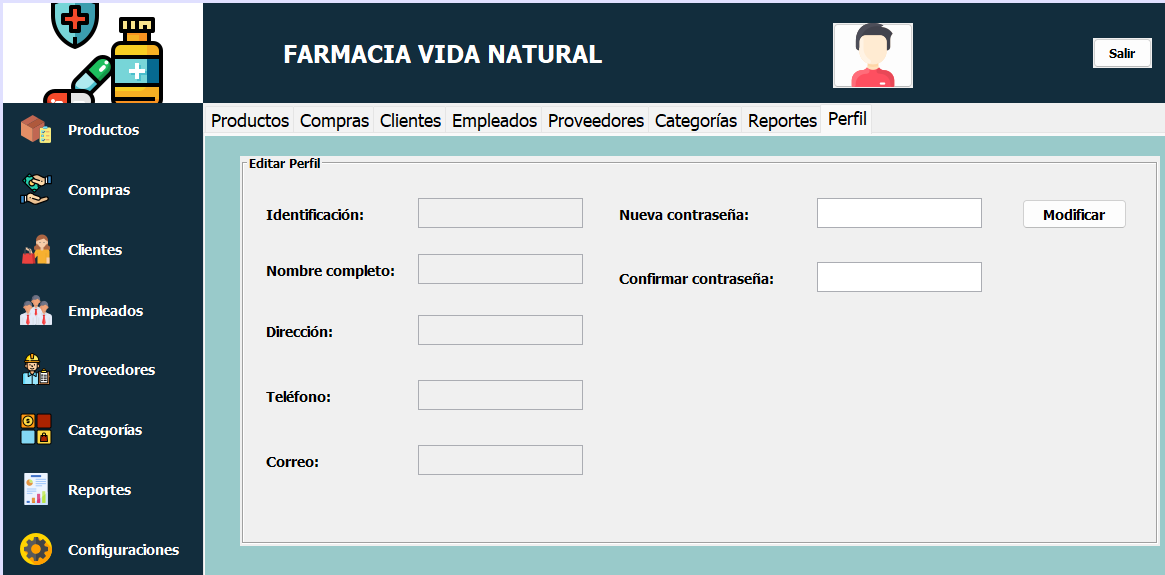 FARMACIA VIDA NATURAL
Salir
Productos
Compras
Clientes
Empleados
Proveedores
Categorías
Reportes
Configuraciones
Productos Compras Clientes Empleados Proveedores Categorías Reportes Perfil
Editar Perfil
Identificación:
Nombre completo:
Dirección:
Teléfono:
Correo:
Nueva contraseña:
Confirmar contraseña:
Modificar